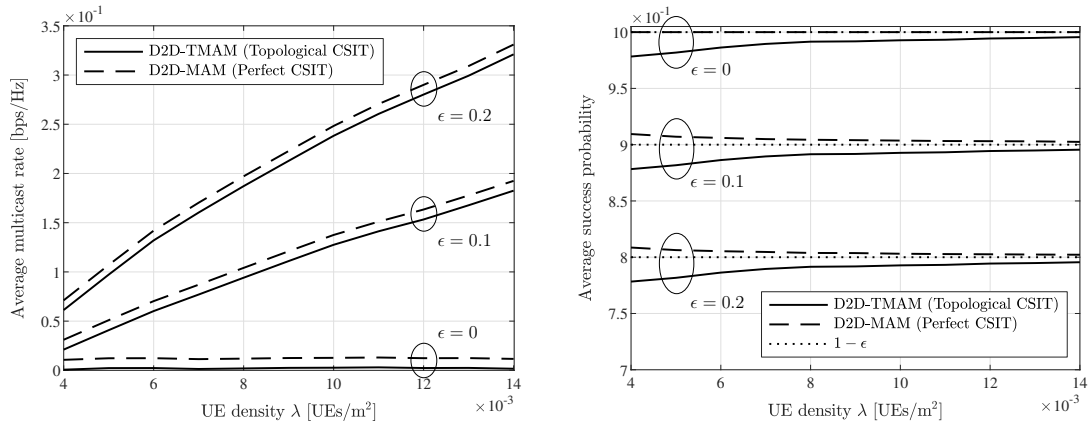 ×10⁻¹
3.5
3
2.5
2
1.5
1
0.5
0
4
6
8
10
12
14
×10⁻³
Average multicast rate [bps/Hz]
UE density λ [UEs/m²]
D2D-TMAM (Topological CSIT)
D2D-MAM (Perfect CSIT)
ϵ = 0.2
ϵ = 0.1
ϵ = 0
×10⁻¹
10
9.5
9
8.5
8
7.5
7
4
6
8
10
12
14
×10⁻³
Average success probability
UE density λ [UEs/m²]
ϵ = 0
ϵ = 0.1
ϵ = 0.2
D2D-TMAM (Topological CSIT)
D2D-MAM (Perfect CSIT)
1 − ϵ